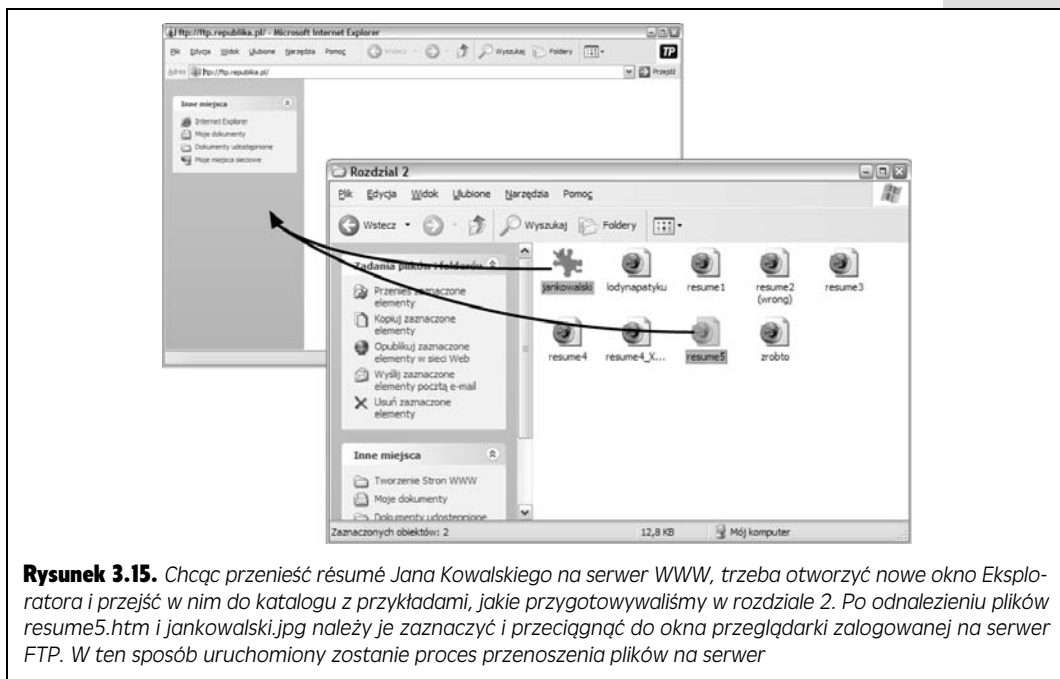 ftp://ftp.republika.pl/ - Microsoft Internet Explorer
Plik Edycja Widok Ulubione Narzędzia Pomoc Wstecz Wyszukaj Foldery TP
Adres ftp://ftp.republika.pl/ Przejdź
Inne miejsca
Internet Explorer
Moje dokumenty
Dokumenty udostępnione
Moje miejsca sieciowe
Rozdzial 2
Plik Edycja Widok Ulubione Narzędzia Pomoc
Wstecz Wyszukaj Foldery
Zadania plików i folderów
Przenieś zaznaczone
elementy
Kopiuj zaznaczone
elementy
Opublikuj zaznaczone
elementy w sieci Web
Wyślij zaznaczone
elementy pocztą e-mail
Usuń zaznaczone
elementy
Inne miejsca
Tworzenie Stron WWW
Moje dokumenty
Dokumenty udostępnione
jankowalski lodynapatyku resume1 resume2 (wrong) resume3
resume4 resume4_X... resume5 zrobto
Zaznaczonych obiektów: 2 12,8 KB Mój komputer
Rysunek 3.15. Chcąc przenieść résumé Jana Kowalskiego na serwer WWW, trzeba otworzyć nowe okno Eksplo-
ratora i przejść w nim do katalogu z przykładami, jakie przygotowywaliśmy w rozdziale 2. Po odnalezieniu plików
resume5.htm i jankowalski.jpg należy je zaznaczyć i przeciągnąć do okna przeglądarki zalogowanej na serwer
FTP. W ten sposób uruchomiony zostanie proces przenoszenia plików na serwer